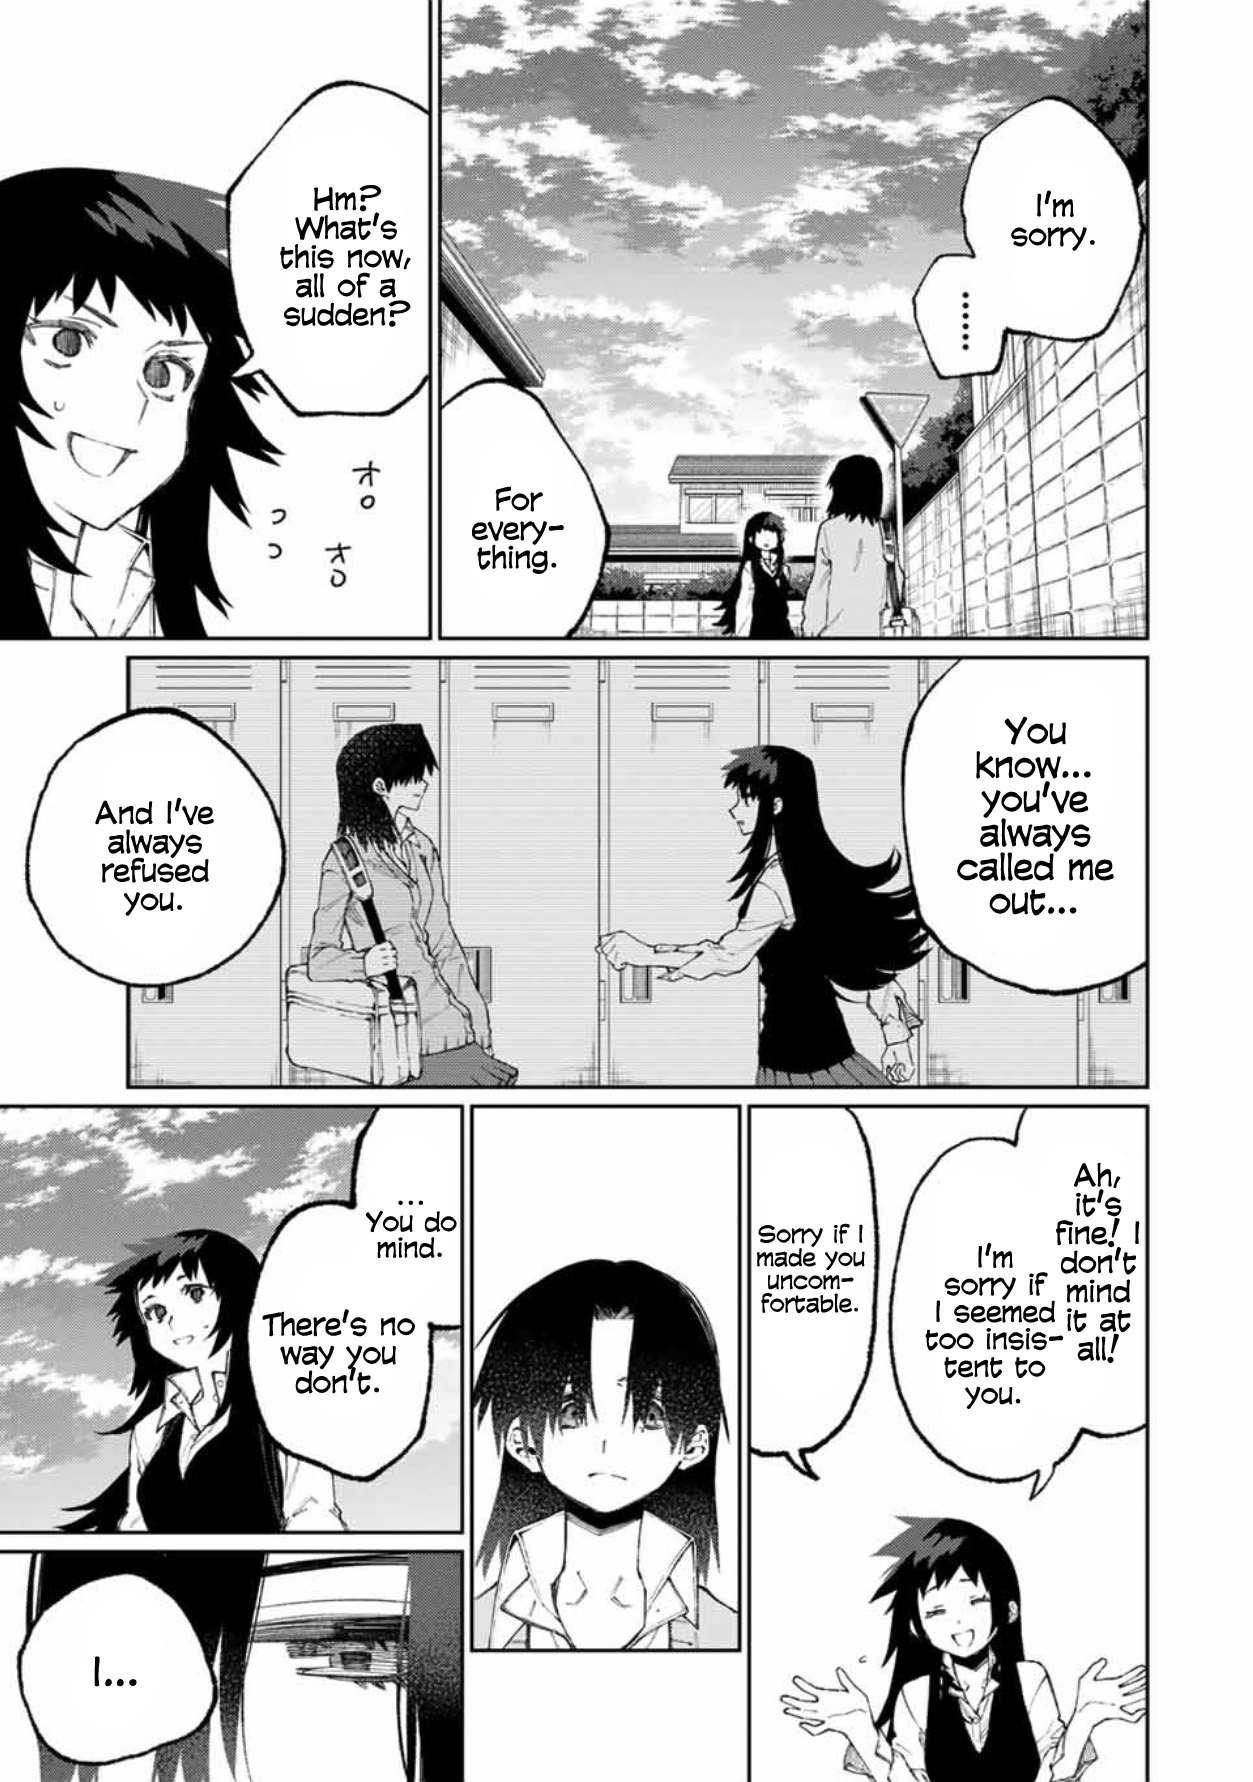 I'm
sorry.
......
For
every-
thing.
Hm?
What's
this now,
all of a
sudden?
オロ
オロ
You
know...
you've
always
called me
out...
And I've
always
refused
you.
Ah,
it's
fine! I
don't
mind
it at
all!
I'm
sorry if
I seemed
too insis-
tent to
you.
Sorry if I
made you
uncom-
fortable.
...
You do
mind.
There's no
way you
don't.
I...